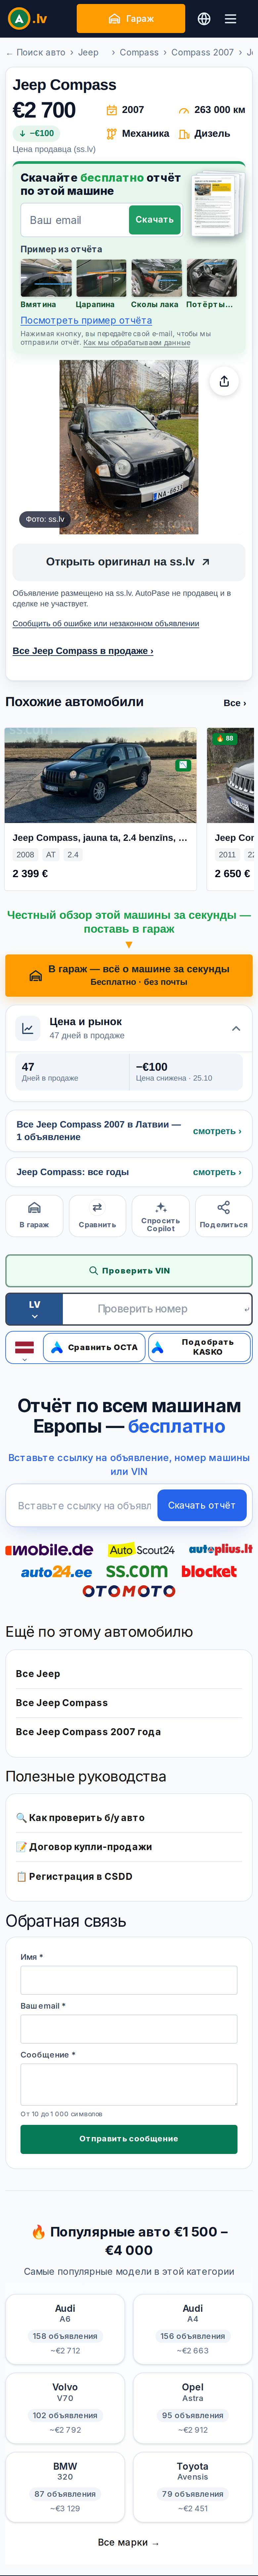 A .lv
Гараж
← Поиск авто › Jeep › Compass › Compass 2007 ›
Jeep Compass
€2 700
2007
263 000 км
↓ −€100
Механика
Дизель
Цена продавца (ss.lv)
Скачайте бесплатно отчёт
по этой машине
Ваш email
Скачать
Пример из отчёта
Вмятина
Царапина
Сколы лака
Потёрты…
Посмотреть пример отчёта
Нажимая кнопку, вы передаёте свой e-mail, чтобы мы
отправили отчёт. Как мы обрабатываем данные
NA-6633
ss.com
Фото: ss.lv
Открыть оригинал на ss.lv ↗
Объявление размещено на ss.lv. AutoPase не продавец и в
сделке не участвует.
Сообщить об ошибке или незаконном объявлении
Все Jeep Compass в продаже ›
Похожие автомобили
Все ›
🔥 88
Jeep Compass, jauna ta, 2.4 benzīns, …
2008
AT
2.4
2 399 €
2011
2 650 €
Честный обзор этой машины за секунды —
поставь в гараж
▼
В гараж — всё о машине за секунды
Бесплатно · без почты
Цена и рынок
47 дней в продаже
47
Дней в продаже
−€100
Цена снижена · 25.10
Все Jeep Compass 2007 в Латвии —
1 объявление
смотреть ›
Jeep Compass: все годы
смотреть ›
В гараж
Сравнить
Спросить
Copilot
Поделиться
Проверить VIN
LV
Проверить номер
Сравнить OCTA
Подобрать
KASKO
Отчёт по всем машинам
Европы — бесплатно
Вставьте ссылку на объявление, номер машины
или VIN
Вставьте ссылку на объявл
Скачать отчёт
mobile.de
AutoScout24
autoplius.lt
auto24.ee
ss.com
blocket
OTOMOTO
Ещё по этому автомобилю
Все Jeep
Все Jeep Compass
Все Jeep Compass 2007 года
Полезные руководства
🔍 Как проверить б/у авто
📝 Договор купли-продажи
📋 Регистрация в CSDD
Обратная связь
Имя *
Ваш email *
Сообщение *
От 10 до 1 000 символов
Отправить сообщение
🔥 Популярные авто €1 500 –
€4 000
Самые популярные модели в этой категории
Audi
A6
158 объявления
~€2 712
Audi
A4
156 объявления
~€2 663
Volvo
V70
102 объявления
~€2 792
Opel
Astra
95 объявления
~€2 912
BMW
320
87 объявления
~€3 129
Toyota
Avensis
79 объявления
~€2 451
Все марки →